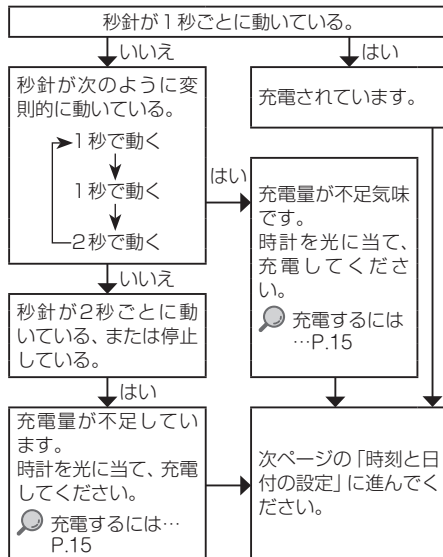 秒針が1秒ごとに動いている。
いいえ
はい
秒針が次のように変
則的に動いている。
1秒で動く
1秒で動く
2秒で動く
充電されています。
はい
充電量が不足気味
です。
時計を光に当て、
充電してくださ
い。
充電するには
…P.15
いいえ
秒針が2秒ごとに動
いている、または停止
している。
はい
充電量が不足してい
ます。
時計を光に当て、充電
してください。
充電するには…
P.15
次ページの「時刻と日
付の設定」に進んでく
ださい。